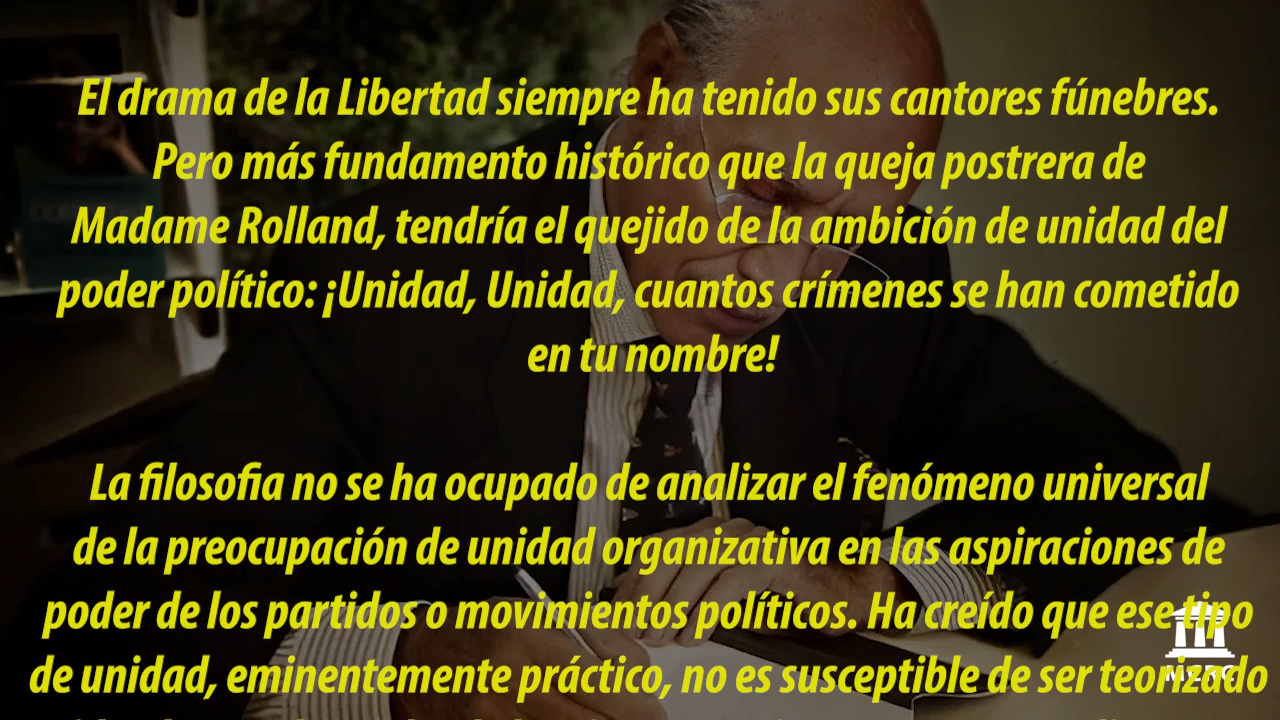 El drama de la Libertad siempre ha tenido sus cantores fúnebres.
Pero más fundamento histórico que la queja postrera de
Madame Rolland, tendría el quejido de la ambición de unidad del
poder político: ¡Unidad, Unidad, cuantos crímenes se han cometido
en tu nombre!
La filosofia no se ha ocupado de analizar el fenómeno universal
de la preocupación de unidad organizativa en las aspiraciones de
poder de los partidos o movimientos políticos. Ha creído que ese tipo
de unidad, eminentemente práctico, no es susceptible de ser teorizado
MCRC